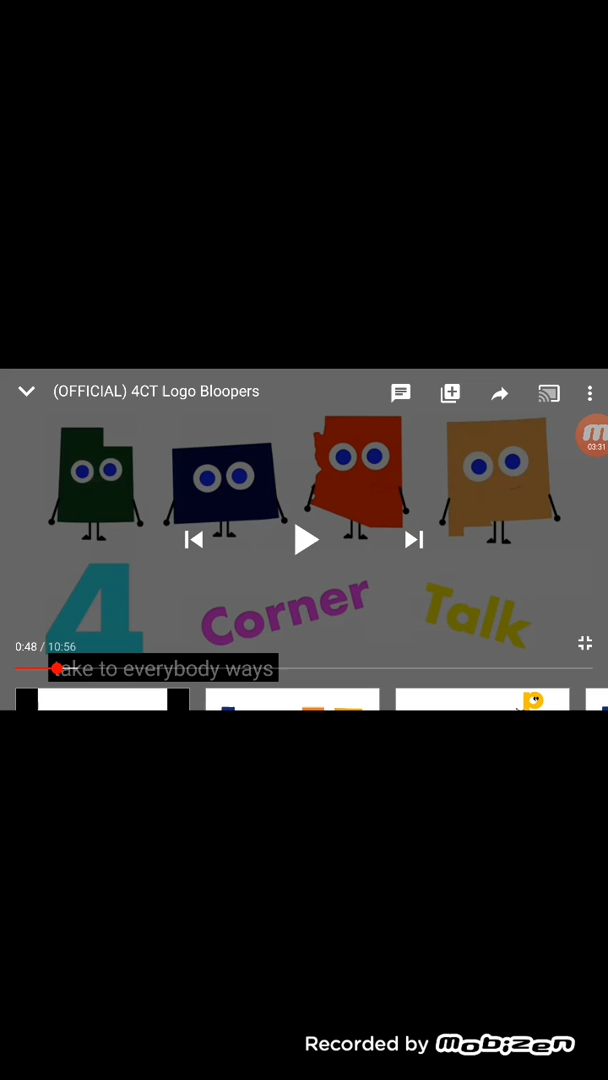 (OFFICIAL) 4CT Logo Bloopers
03:31
4 Corner Talk
0:48 / 10:56
to everybody ways
Recorded by mobizen